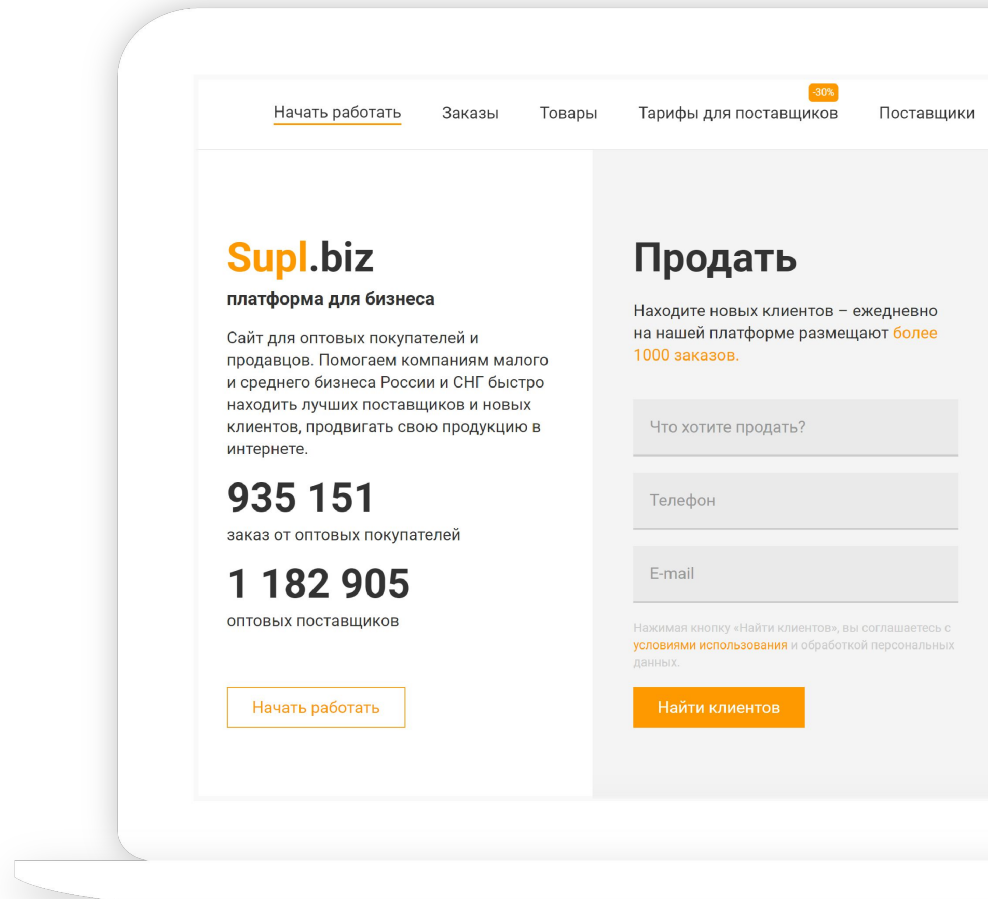 -30%
Начать работать Заказы Товары Тарифы для поставщиков Поставщики
Supl.biz
платформа для бизнеса
Сайт для оптовых покупателей и
продавцов. Помогаем компаниям малого
и среднего бизнеса России и СНГ быстро
находить лучших поставщиков и новых
клиентов, продвигать свою продукцию в
интернете.
935 151
заказ от оптовых покупателей
1 182 905
оптовых поставщиков
Начать работать
Продать
Находите новых клиентов – ежедневно
на нашей платформе размещают более
1000 заказов.
Что хотите продать?
Телефон
E-mail
Нажимая кнопку «Найти клиентов», вы соглашаетесь с
условиями использования и обработкой персональных
данных.
Найти клиентов